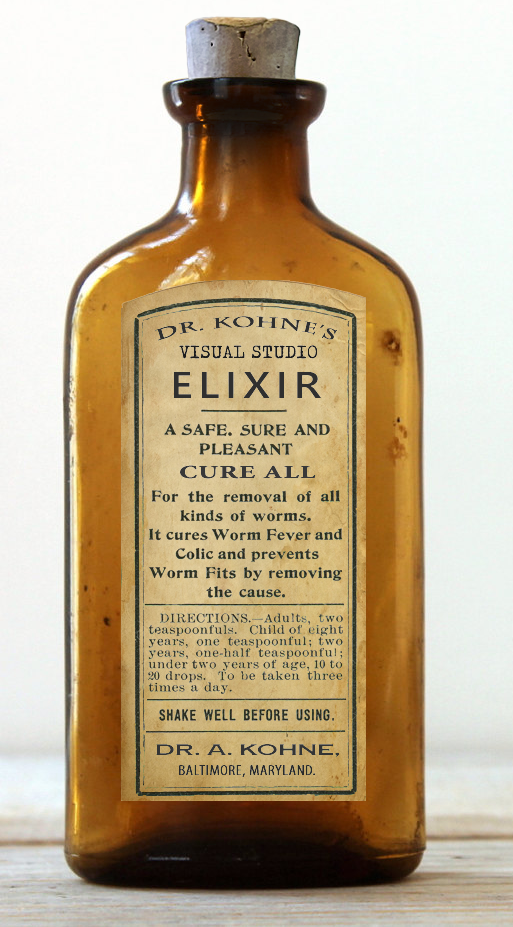 DR. KOHNE'S
VISUAL STUDIO
ELIXIR
A SAFE. SURE AND
PLEASANT
CURE ALL
For the removal of all
kinds of worms.
It cures Worm Fever and
Colic and prevents
Worm Fits by removing
the cause.
DIRECTIONS.—Adults, two
teaspoonfuls. Child of eight
years, one teaspoonful; two
years, one-half teaspoonful;
under two years of age, 10 to
20 drops. To be taken three
times a day.
SHAKE WELL BEFORE USING.
DR. A. KOHNE,
BALTIMORE, MARYLAND.